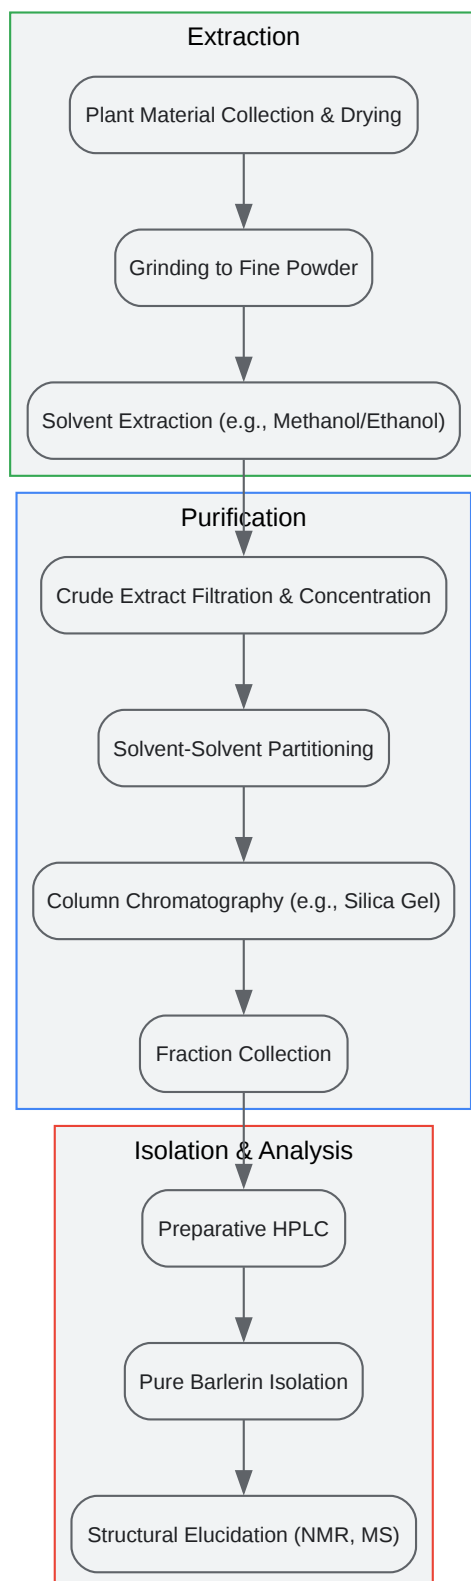 Extraction
Plant Material Collection & Drying
Grinding to Fine Powder
Solvent Extraction (e.g., Methanol/Ethanol)
Purification
Crude Extract Filtration & Concentration
Solvent-Solvent Partitioning
Column Chromatography (e.g., Silica Gel)
Fraction Collection
Isolation & Analysis
Preparative HPLC
Pure Barlerin Isolation
Structural Elucidation (NMR, MS)